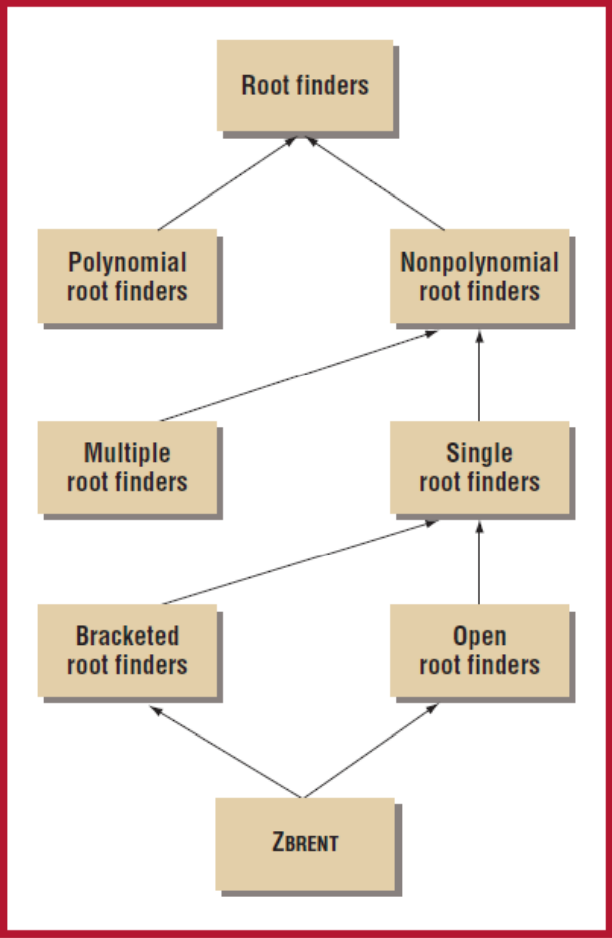 Root finders
Polynomial
root finders
Nonpolynomial
root finders
Multiple
root finders
Single
root finders
Bracketed
root finders
Open
root finders
ZBRENT